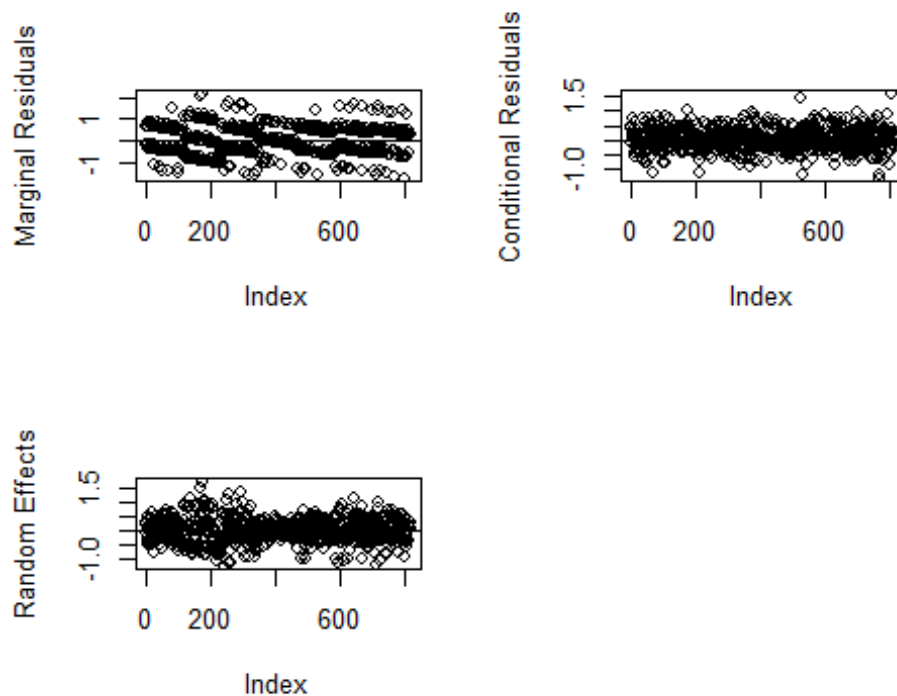 Marginal Residuals
1
-1
0 200 600
Index
Conditional Residuals
1.5
-1.0
0 200 600
Index
Random Effects
1.5
-1.0
0 200 600
Index